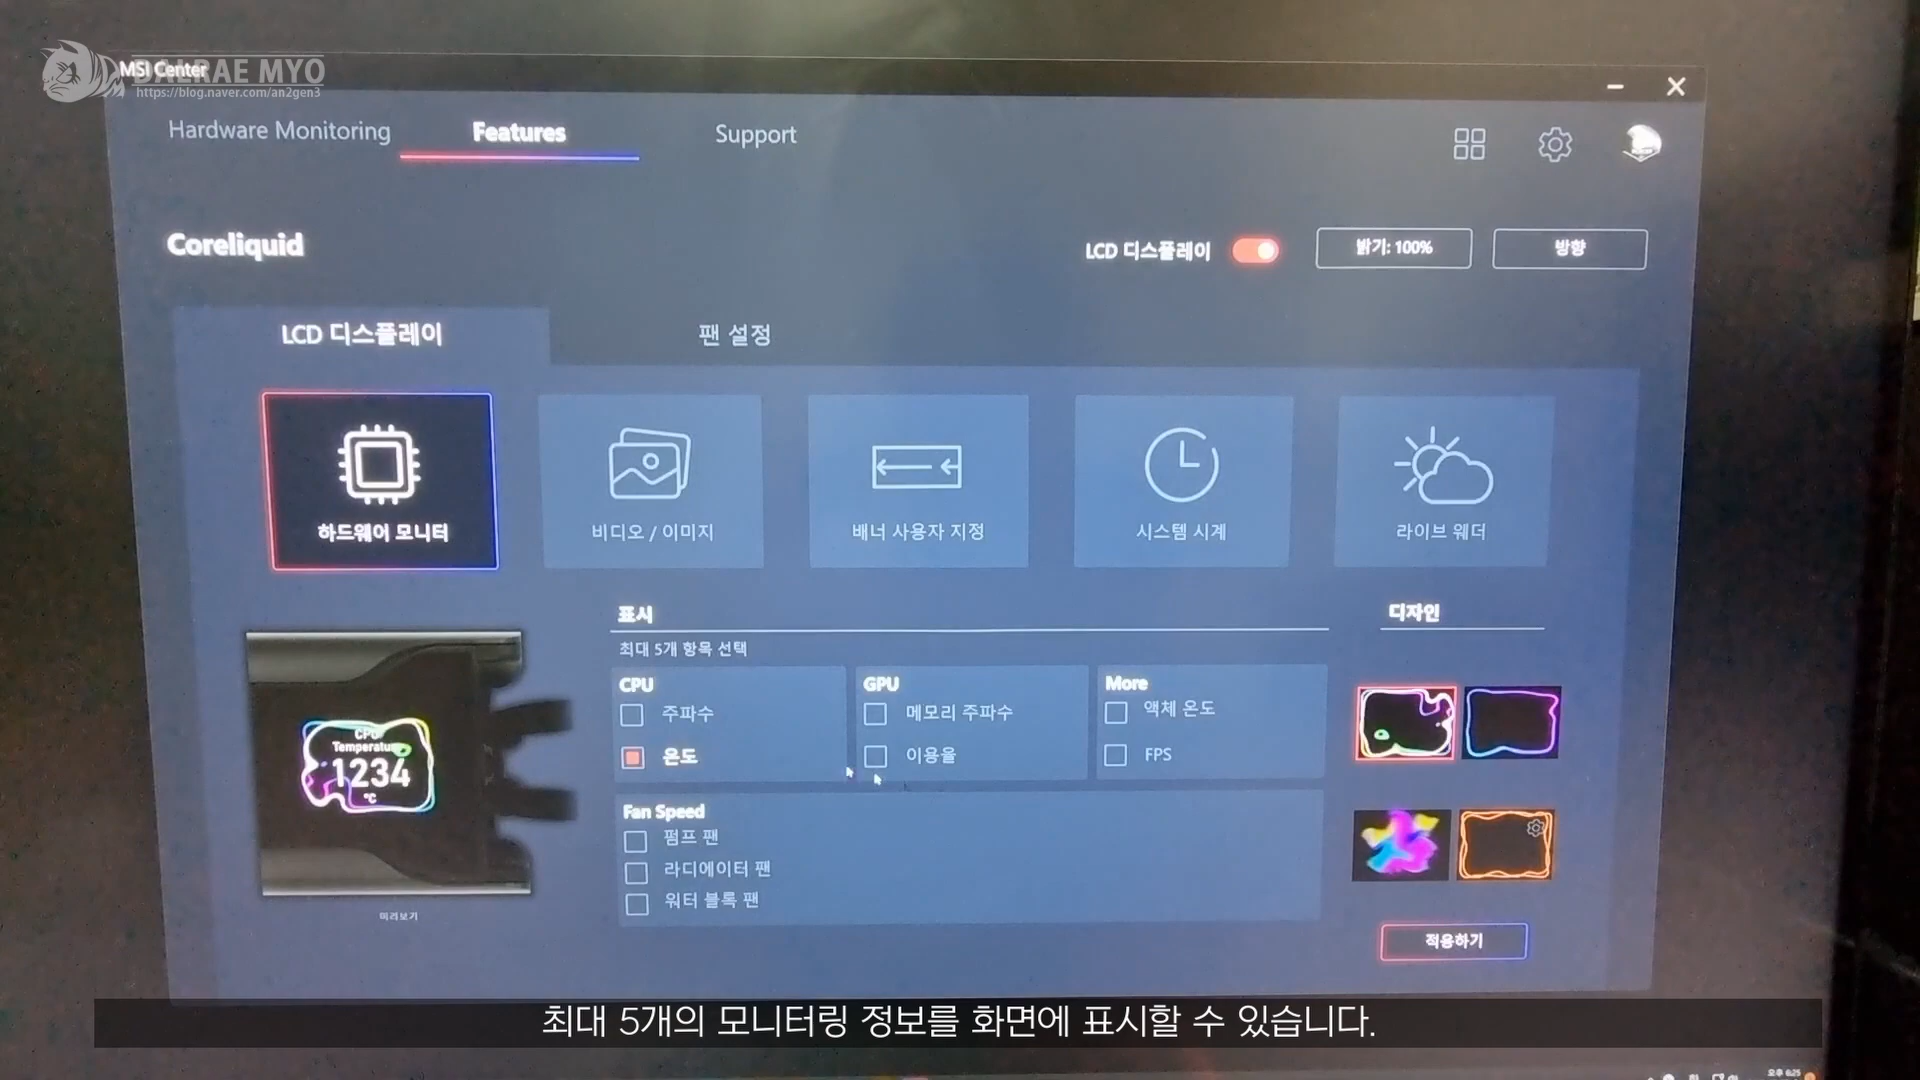 MSI Center
DALRAE MYO
https://blog.naver.com/an2gen3
Hardware Monitoring
Features
Support
Coreliquid
LCD 디스플레이
밝기: 100%
방향
LCD 디스플레이
팬 설정
하드웨어 모니터
비디오 / 이미지
배너 사용자 지정
시스템 시계
라이브 웨더
표시
디자인
최대 5개 항목 선택
CPU
주파수
온도
GPU
메모리 주파수
이용율
More
액체 온도
FPS
CPU
Temperature
1234
°C
미리보기
Fan Speed
펌프 팬
라디에이터 팬
워터 블록 팬
적용하기
최대 5개의 모니터링 정보를 화면에 표시할 수 있습니다.
오후 6:25